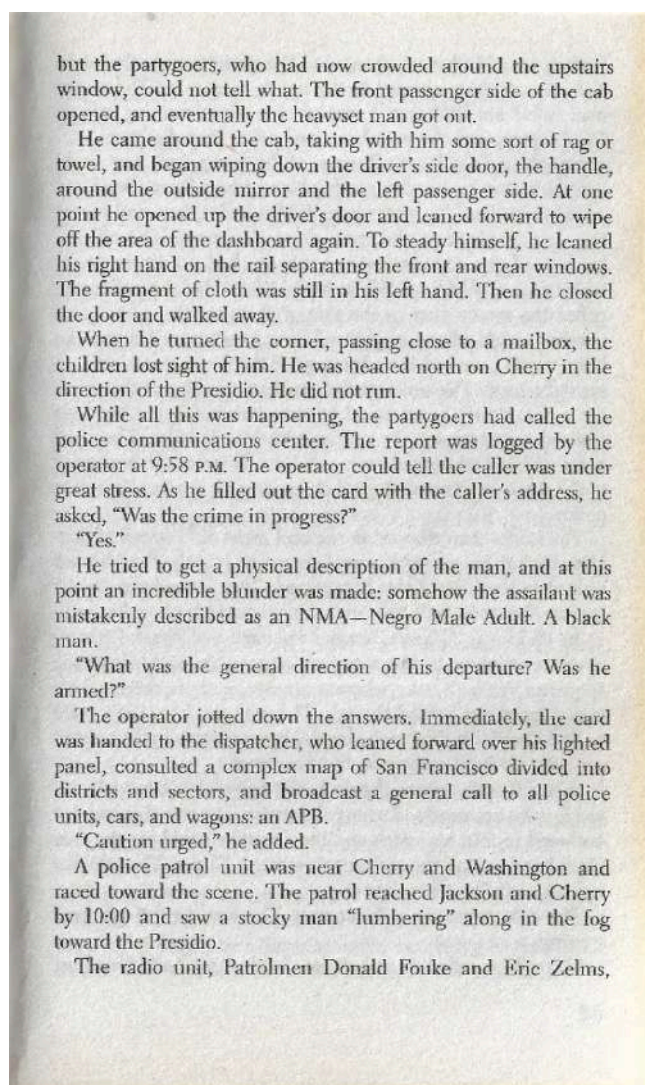 but the partygoers, who had now crowded around the upstairs
window, could not tell what. The front passenger side of the cab
opened, and eventually the heavyset man got out.
He came around the cab, taking with him some sort of rag or
towel, and began wiping down the driver's side door, the handle,
around the outside mirror and the left passenger side. At one
point he opened up the driver's door and leaned forward to wipe
off the area of the dashboard again. To steady himself, he leaned
his right hand on the rail separating the front and rear windows.
The fragment of cloth was still in his left hand. Then he closed
the door and walked away.
When he turned the corner, passing close to a mailbox, the
children lost sight of him. He was headed north on Cherry in the
direction of the Presidio. He did not run.
While all this was happening, the partygoers had called the
police communications center. The report was logged by the
operator at 9:58 P.M. The operator could tell the caller was under
great stress. As he filled out the card with the caller's address, he
asked, “Was the crime in progress?”
“Yes.”
He tried to get a physical description of the man, and at this
point an incredible blunder was made: somehow the assailant was
mistakenly described as an NMA—Negro Male Adult. A black
man.
“What was the general direction of his departure? Was he
armed?”
The operator jotted down the answers. Immediately, the card
was handed to the dispatcher, who leaned forward over his lighted
panel, consulted a complex map of San Francisco divided into
districts and sectors, and broadcast a general call to all police
units, cars, and wagons: an APB.
“Caution urged,” he added.
A police patrol unit was near Cherry and Washington and
raced toward the scene. The patrol reached Jackson and Cherry
by 10:00 and saw a stocky man “lumbering” along in the fog
toward the Presidio.
The radio unit, Patrolmen Donald Fouke and Eric Zelms,